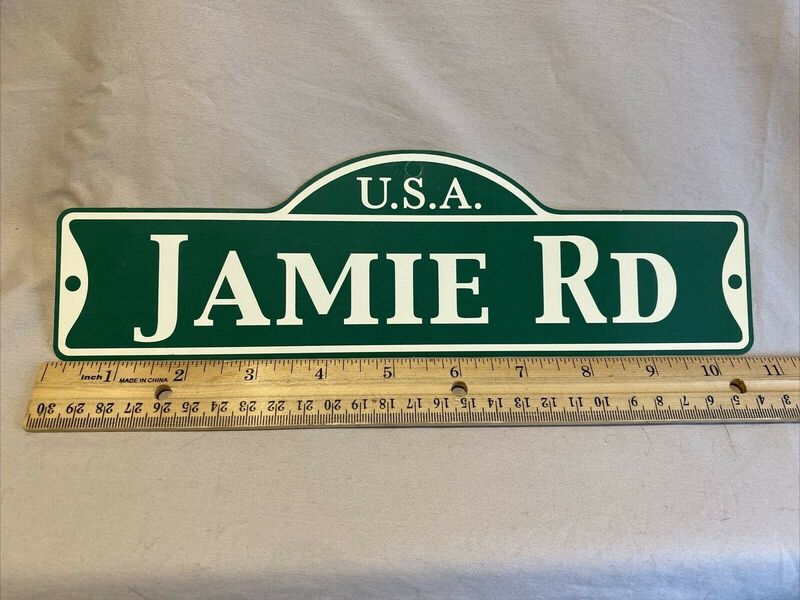 U.S.A.
JAMIE RD
inch 1 MADE IN CHINA 2 3 4 5 6 7 8 9 10 11
30 29 28 27 26 25 24 23 22 21 20 19 18 17 16 15 14 13 12 11 10 9 8 7 6 5 4 3